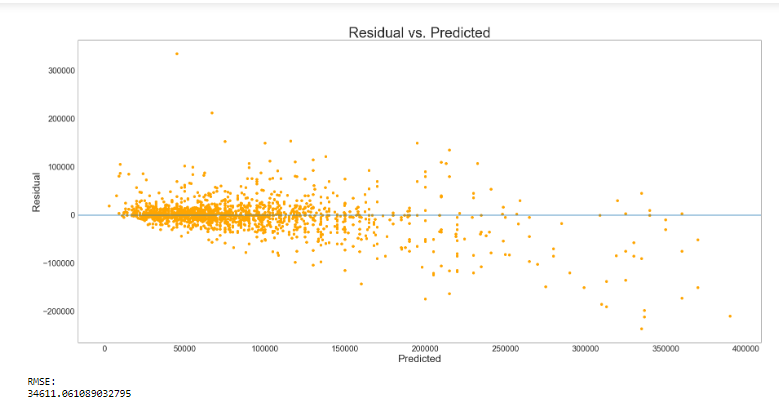 Residual vs. Predicted
300000
200000
100000
0
−100000
−200000
Residual
0 50000 100000 150000 200000 250000 300000 350000 400000
Predicted
RMSE:
34611.061089032795